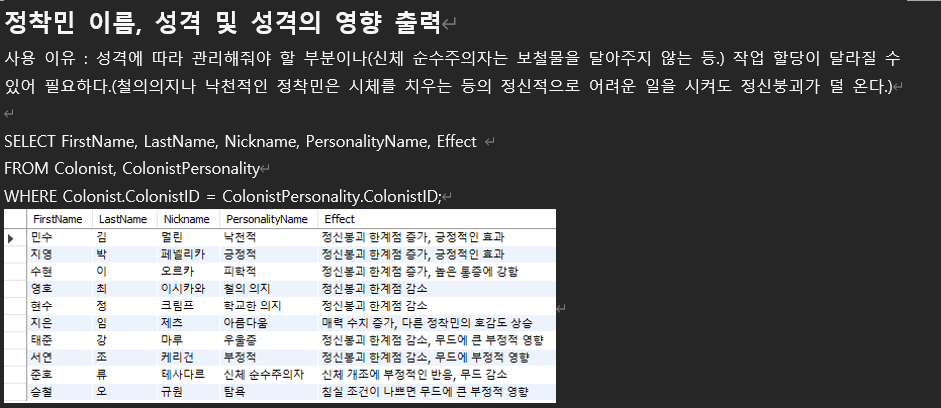 정착민 이름, 성격 및 성격의 영향 출력
사용 이유 : 성격에 따라 관리해줘야 할 부분이나(신체 순수주의자는 보철물을 달아주지 않는 등.) 작업 할당이 달라질 수
있어 필요하다.(철의의지나 낙천적인 정착민은 시체를 치우는 등의 정신적으로 어려운 일을 시켜도 정신붕괴가 덜 온다.)
SELECT FirstName, LastName, Nickname, PersonalityName, Effect
FROM Colonist, ColonistPersonality
WHERE Colonist.ColonistID = ColonistPersonality.ColonistID;
FirstName LastName Nickname PersonalityName Effect
민수 김 멀린 낙천적 정신붕괴 한계점 증가, 긍정적인 효과
지영 박 페넬리카 긍정적 정신붕괴 한계점 증가, 긍정적인 효과
수현 이 오르카 피학적 정신붕괴 한계점 증가, 높은 통증에 강함
영호 최 이시카와 철의 의지 정신붕괴 한계점 감소
현수 정 크림프 학교한 의지 정신붕괴 한계점 감소
지은 임 제츠 아름다움 매력 수치 증가, 다른 정착민의 호감도 상승
태준 강 마루 우울증 정신붕괴 한계점 감소, 무드에 큰 부정적 영향
서연 조 케리건 부정적 정신붕괴 한계점 감소, 무드에 부정적 영향
준호 류 테사다르 신체 순수주의자 신체 개조에 부정적인 반응, 무드 감소
승철 오 규원 탐욕 침실 조건이 나쁘면 무드에 큰 부정적 영향